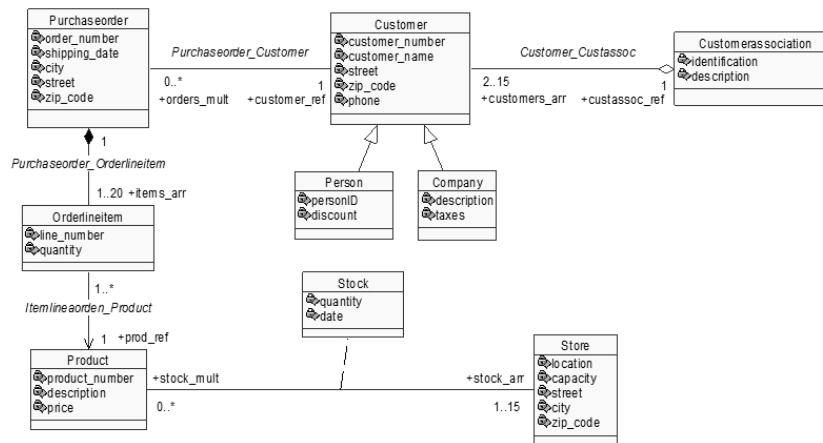 Purchaseorder
order_number
shipping_date
city
street
zip_code
Purchaseorder_Customer
0..*
1
+orders_mult
+customer_ref
Customer
customer_number
customer_name
street
zip_code
phone
Customer_Custassoc
2..15
1
+customers_arr
+custassoc_ref
Customerassociation
identification
description
1
Purchaseorder_Orderlineitem
1..20 +items_arr
Person
personID
discount
Company
description
taxes
Orderlineitem
line_number
quantity
1..*
Itemlineaorden_Product
1 +prod_ref
Stock
quantity
date
Product
product_number
description
price
+stock_mult
0..*
+stock_arr
1..15
Store
location
capacity
street
city
zip_code